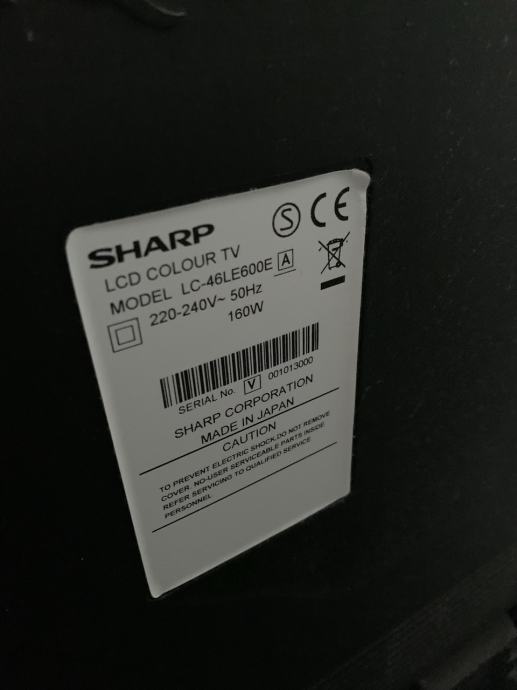 SHARP
S CE
LCD COLOUR TV
MODEL LC-46LE600E A
220-240V~ 50Hz
160W
SERIAL No. V 001013000
SHARP CORPORATION
MADE IN JAPAN
CAUTION
TO PREVENT ELECTRIC SHOCK,DO NOT REMOVE
COVER. NO-USER SERVICEABLE PARTS INSIDE
REFER SERVICING TO QUALIFIED SERVICE
PERSONNEL.